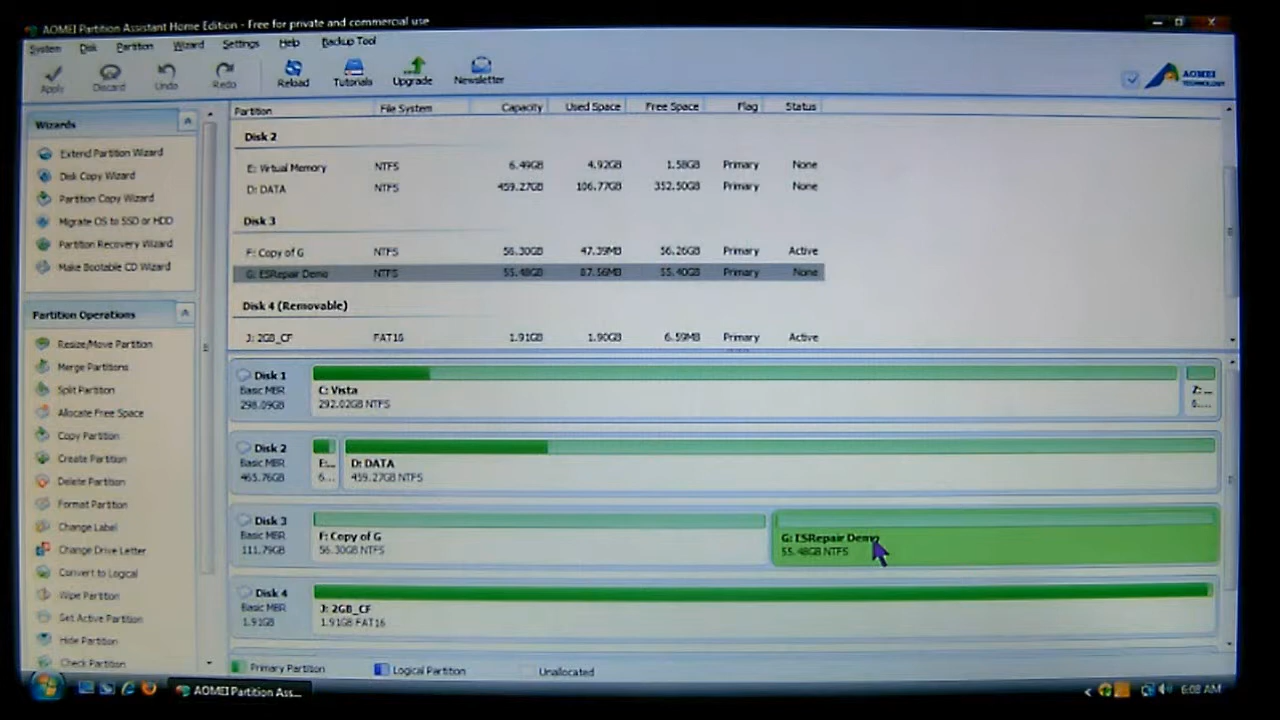 AOMEI Partition Assistant Home Edition - Free for private and commercial use
System Disk Partition Wizard Settings Help Backup Tool
Apply Discard Undo Redo Reload Tutorials Upgrade Newsletter
AOMEI
TECHNOLOGY
Wizards
Extend Partition Wizard
Disk Copy Wizard
Partition Copy Wizard
Migrate OS to SSD or HDD
Partition Recovery Wizard
Make Bootable CD Wizard
Partition Operations
Resize/Move Partition
Merge Partitions
Split Partition
Allocate Free Space
Copy Partition
Create Partition
Delete Partition
Format Partition
Change Label
Change Drive Letter
Convert to Logical
Wipe Partition
Set Active Partition
Hide Partition
Check Partition
Partition File System Capacity Used Space Free Space Flag Status
Disk 2
E: Virtual Memory NTFS 6.49GB 4.92GB 1.58GB Primary None
D: DATA NTFS 459.27GB 106.77GB 352.50GB Primary None
Disk 3
F: Copy of G NTFS 56.30GB 47.39MB 56.26GB Primary Active
G: ESRepair Demo NTFS 55.48GB 87.56MB 55.40GB Primary None
Disk 4 (Removable)
J: 2GB_CF FAT16 1.91GB 1.90GB 6.59MB Primary Active
Disk 1
Basic MBR
298.09GB
C: Vista
292.02GB NTFS
Z: ...
6....
Disk 2
Basic MBR
465.76GB
E:...
6...
D: DATA
459.27GB NTFS
Disk 3
Basic MBR
111.79GB
F: Copy of G
56.30GB NTFS
G: ESRepair Demo
55.48GB NTFS
Disk 4
Basic MBR
1.91GB
J: 2GB_CF
1.91GB FAT16
Primary Partition Logical Partition Unallocated
AOMEI Partition Ass... 6:08 AM